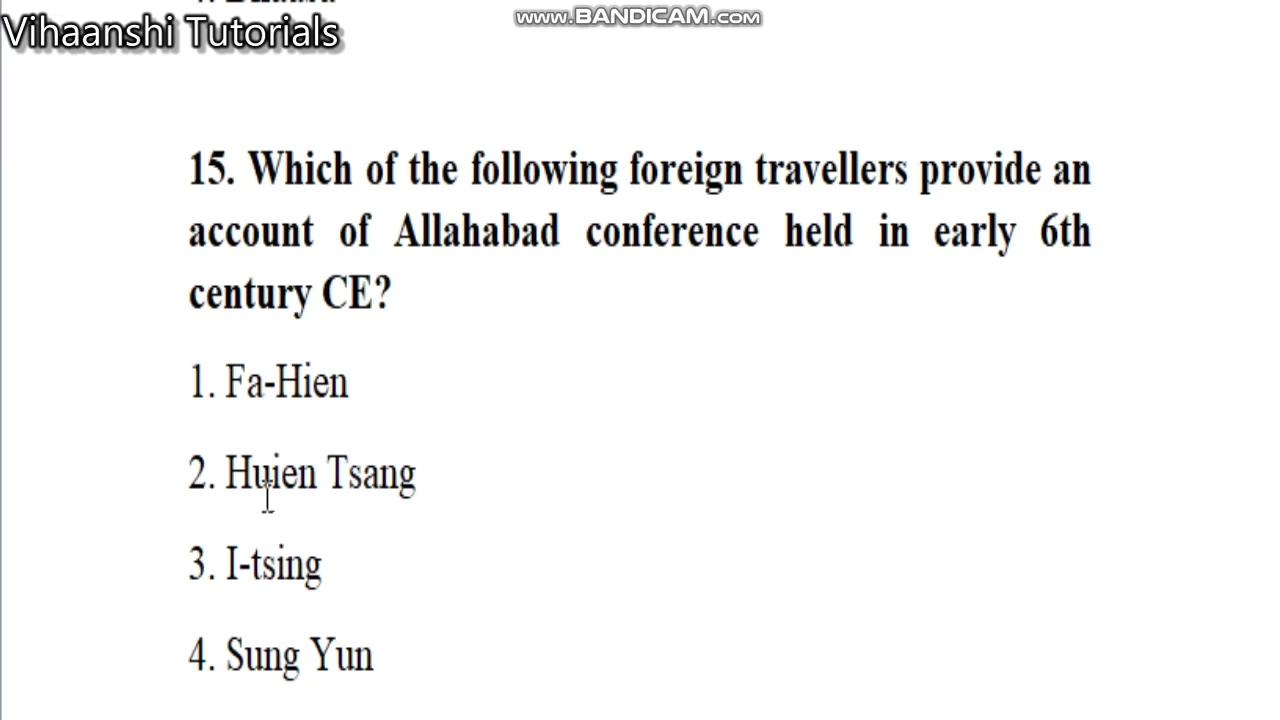 www.BANDICAM.com
Vihaanshi Tutorials
15. Which of the following foreign travellers provide an
account of Allahabad conference held in early 6th
century CE?
1. Fa-Hien
2. Huien Tsang
3. I-tsing
4. Sung Yun